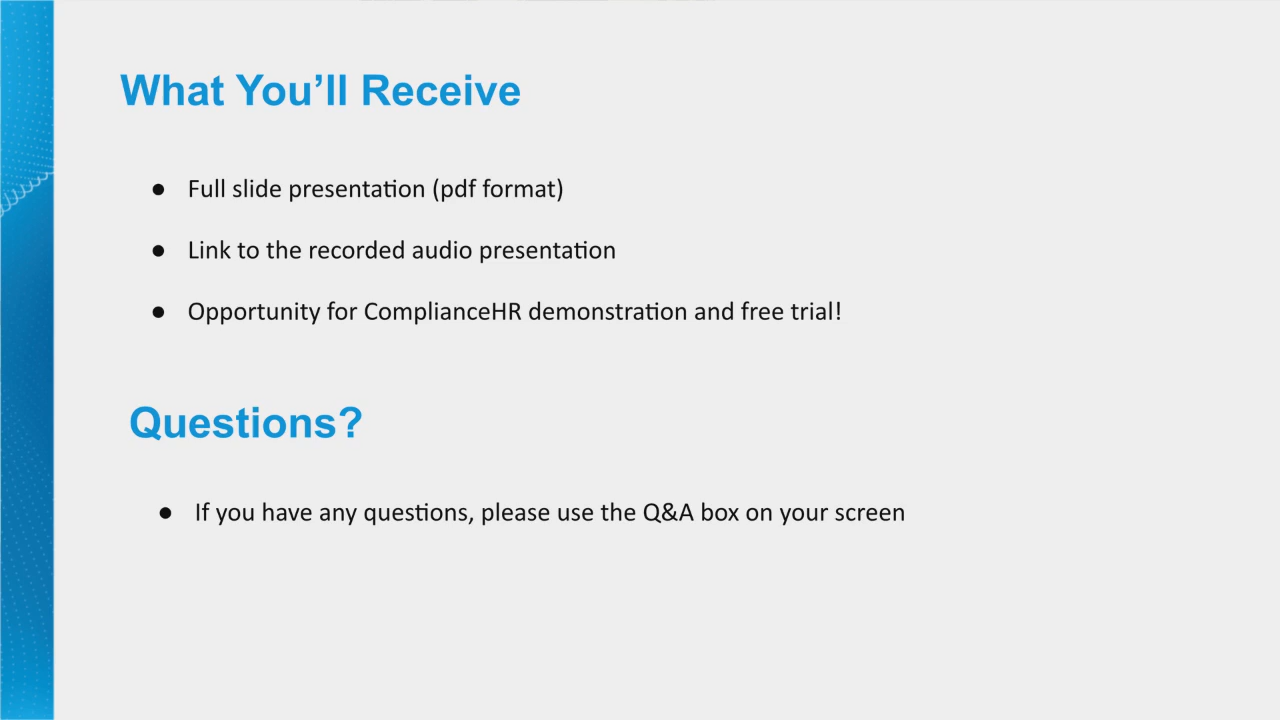 What You’ll Receive
● Full slide presentation (pdf format)
● Link to the recorded audio presentation
● Opportunity for ComplianceHR demonstration and free trial!
Questions?
● If you have any questions, please use the Q&A box on your screen